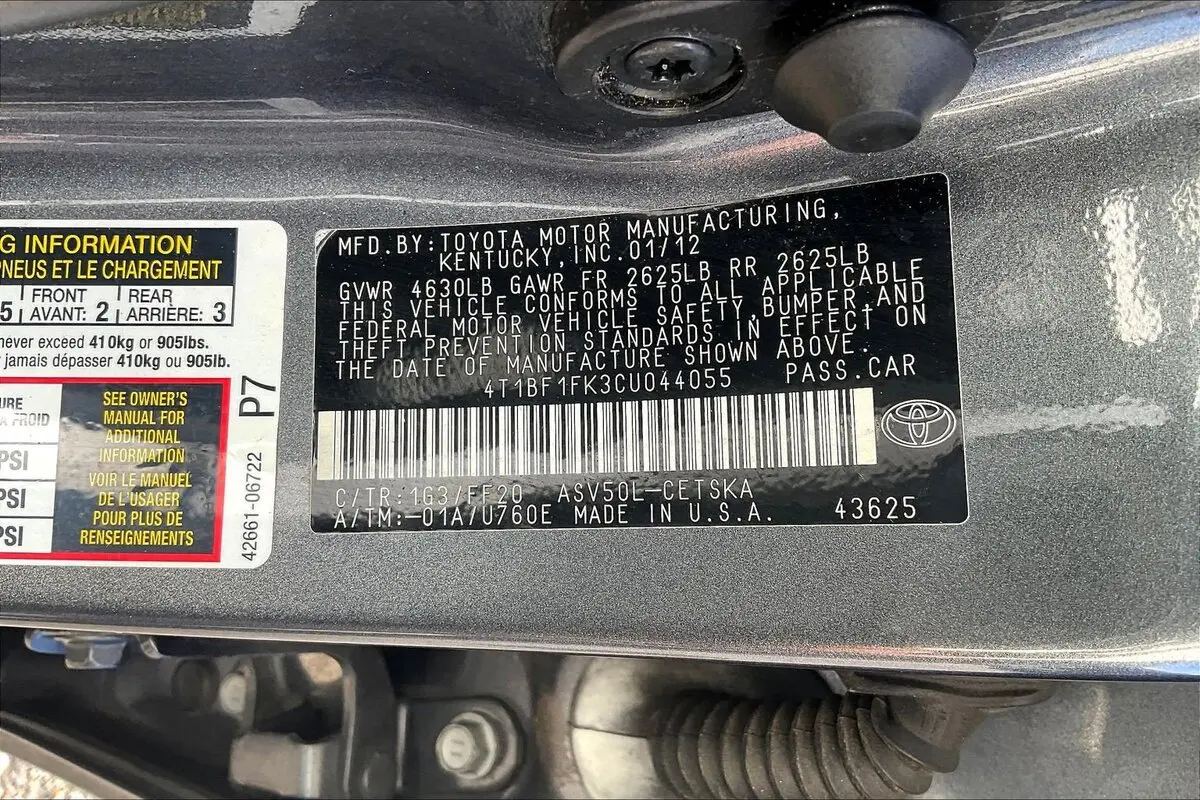 G INFORMATION
PNEUS ET LE CHARGEMENT
5 FRONT AVANT: 2 REAR ARRIÈRE: 3
never exceed 410kg or 905lbs.
jamais dépasser 410kg ou 905lb.
URE
À FROID
PSI
PSI
PSI
SEE OWNER'S
MANUAL FOR
ADDITIONAL
INFORMATION
VOIR LE MANUEL
DE L'USAGER
POUR PLUS DE
RENSEIGNEMENTS
P7
42661-06722
MFD.BY:TOYOTA MOTOR MANUFACTURING,
KENTUCKY,INC.01/12
GVWR 4630LB GAWR FR 2625LB RR 2625LB
THIS VEHICLE CONFORMS TO ALL APPLICABLE
FEDERAL MOTOR VEHICLE SAFETY,BUMPER,AND
THEFT PREVENTION STANDARDS IN EFFECT ON
THE DATE OF MANUFACTURE SHOWN ABOVE.
4T1BF1FK3CU044055 PASS.CAR
C/TR:1G3/FF20 ASV50L-CETSKA
A/TM:-01A/U760E MADE IN U.S.A. 43625